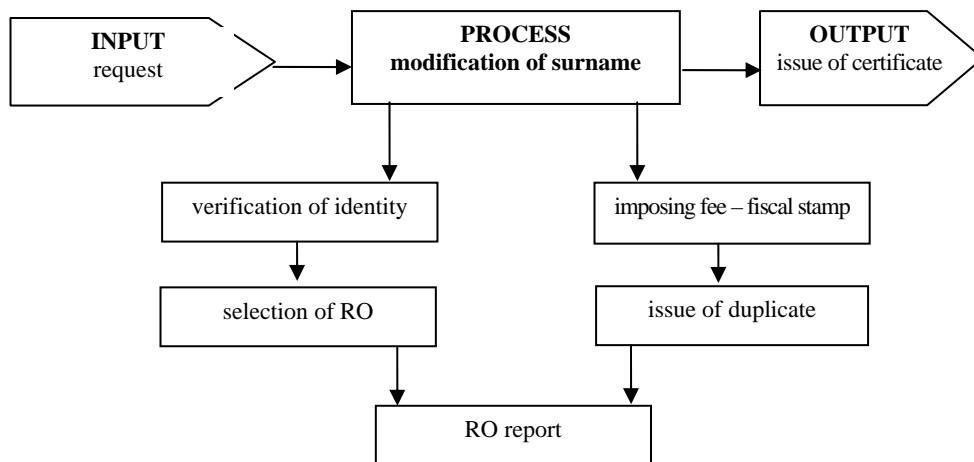 INPUT
request
PROCESS
modification of surname
OUTPUT
issue of certificate
verification of identity
imposing fee – fiscal stamp
selection of RO
issue of duplicate
RO report